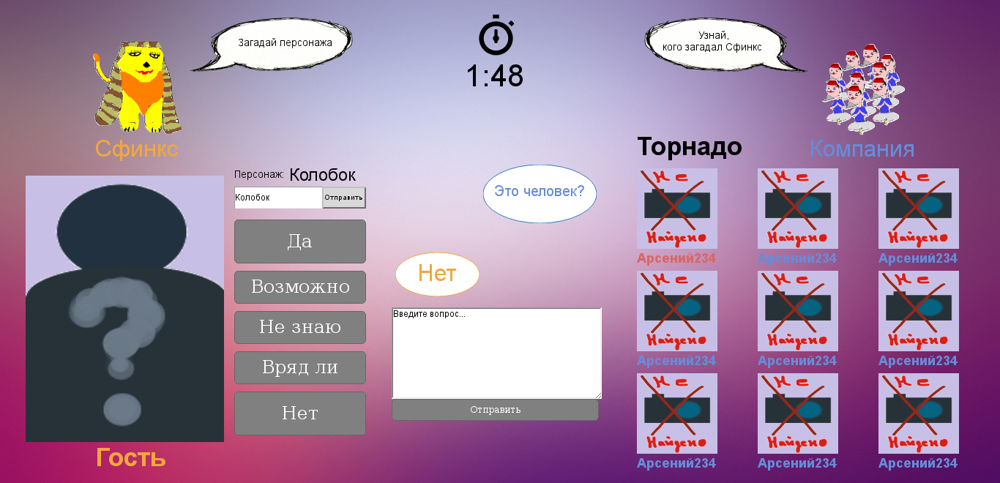 Загадай персонажа
1:48
Узнай,
кого загадал Сфинкс
Сфинкс
Торнадо
Компания
Персонаж: Колобок
Колобок
Отправить
Да
Возможно
Не знаю
Вряд ли
Нет
Гость
Это человек?
Нет
Введите вопрос...
Отправить
Не
Найдено
Арсений234
Не
Найдено
Арсений234
Не
Найдено
Арсений234
Не
Найдено
Арсений234
Не
Найдено
Арсений234
Не
Найдено
Арсений234
Не
Найдено
Арсений234
Не
Найдено
Арсений234
Не
Найдено
Арсений234